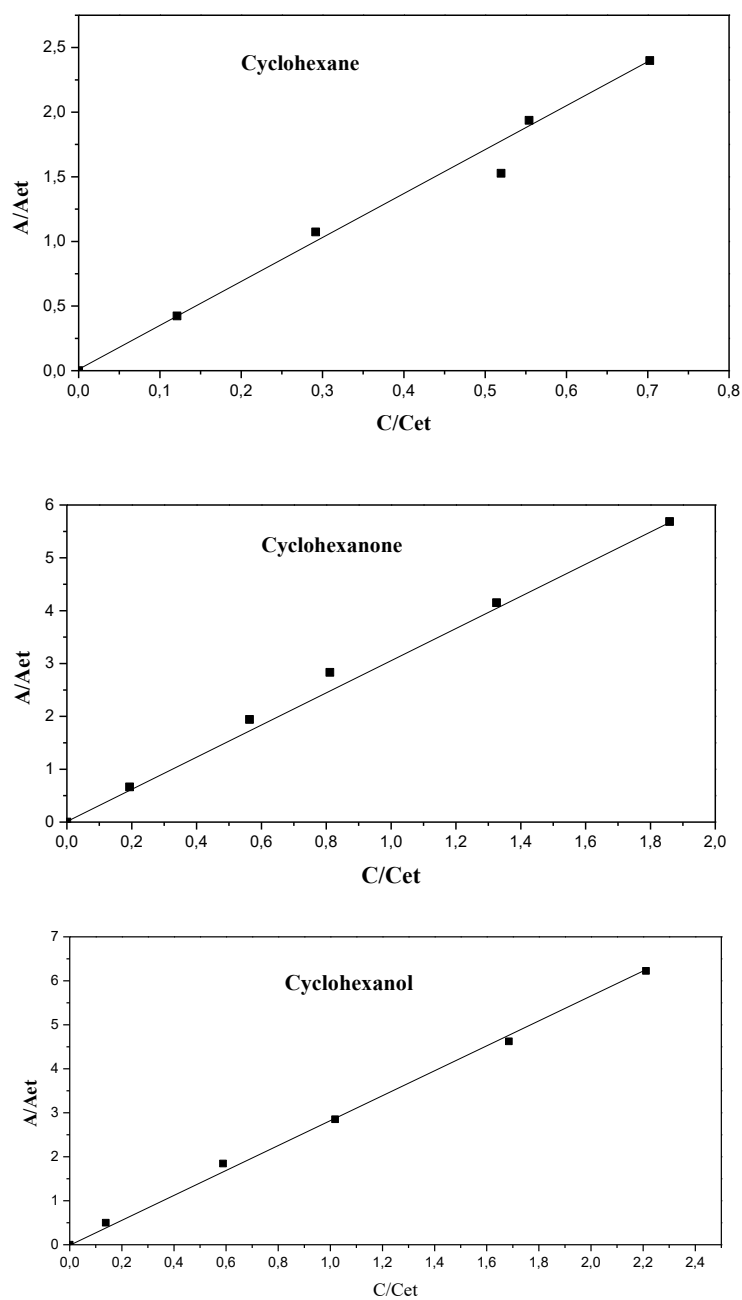 2,5
Cyclohexane
2,0
1,5
A/Aet
1,0
0,5
0,0
0,0 0,1 0,2 0,3 0,4 0,5 0,6 0,7 0,8
C/Cet
6
Cyclohexanone
5
4
A/Aet
3
2
1
0
0,0 0,2 0,4 0,6 0,8 1,0 1,2 1,4 1,6 1,8 2,0
C/Cet
7
Cyclohexanol
6
5
4
A/Aet
3
2
1
0
0,0 0,2 0,4 0,6 0,8 1,0 1,2 1,4 1,6 1,8 2,0 2,2 2,4
C/Cet